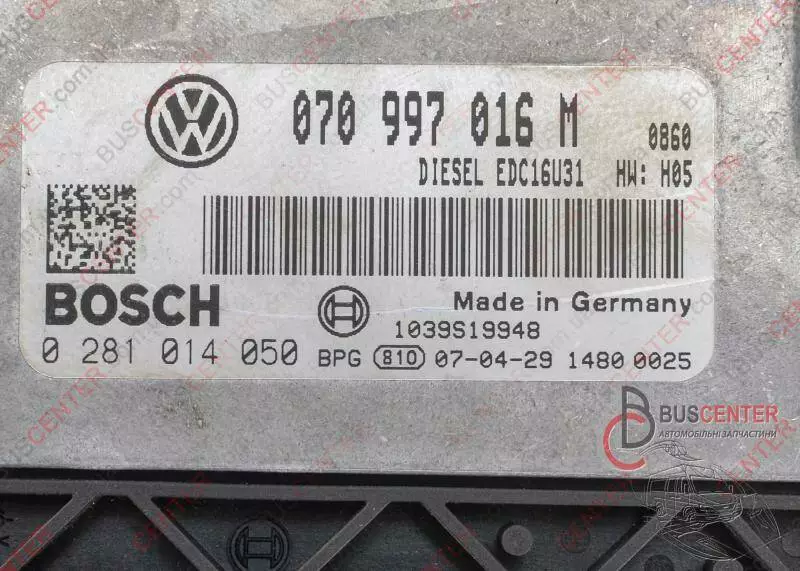 070 997 016 M 0860
DIESEL EDC16U31 HW: H05
BOSCH
Made in Germany
1039S19948
0 281 014 050 BPG 810 07-04-29 1480 0025
BUSCENTER
АВТОМОБІЛЬНІ ЗАПЧАСТИНИ